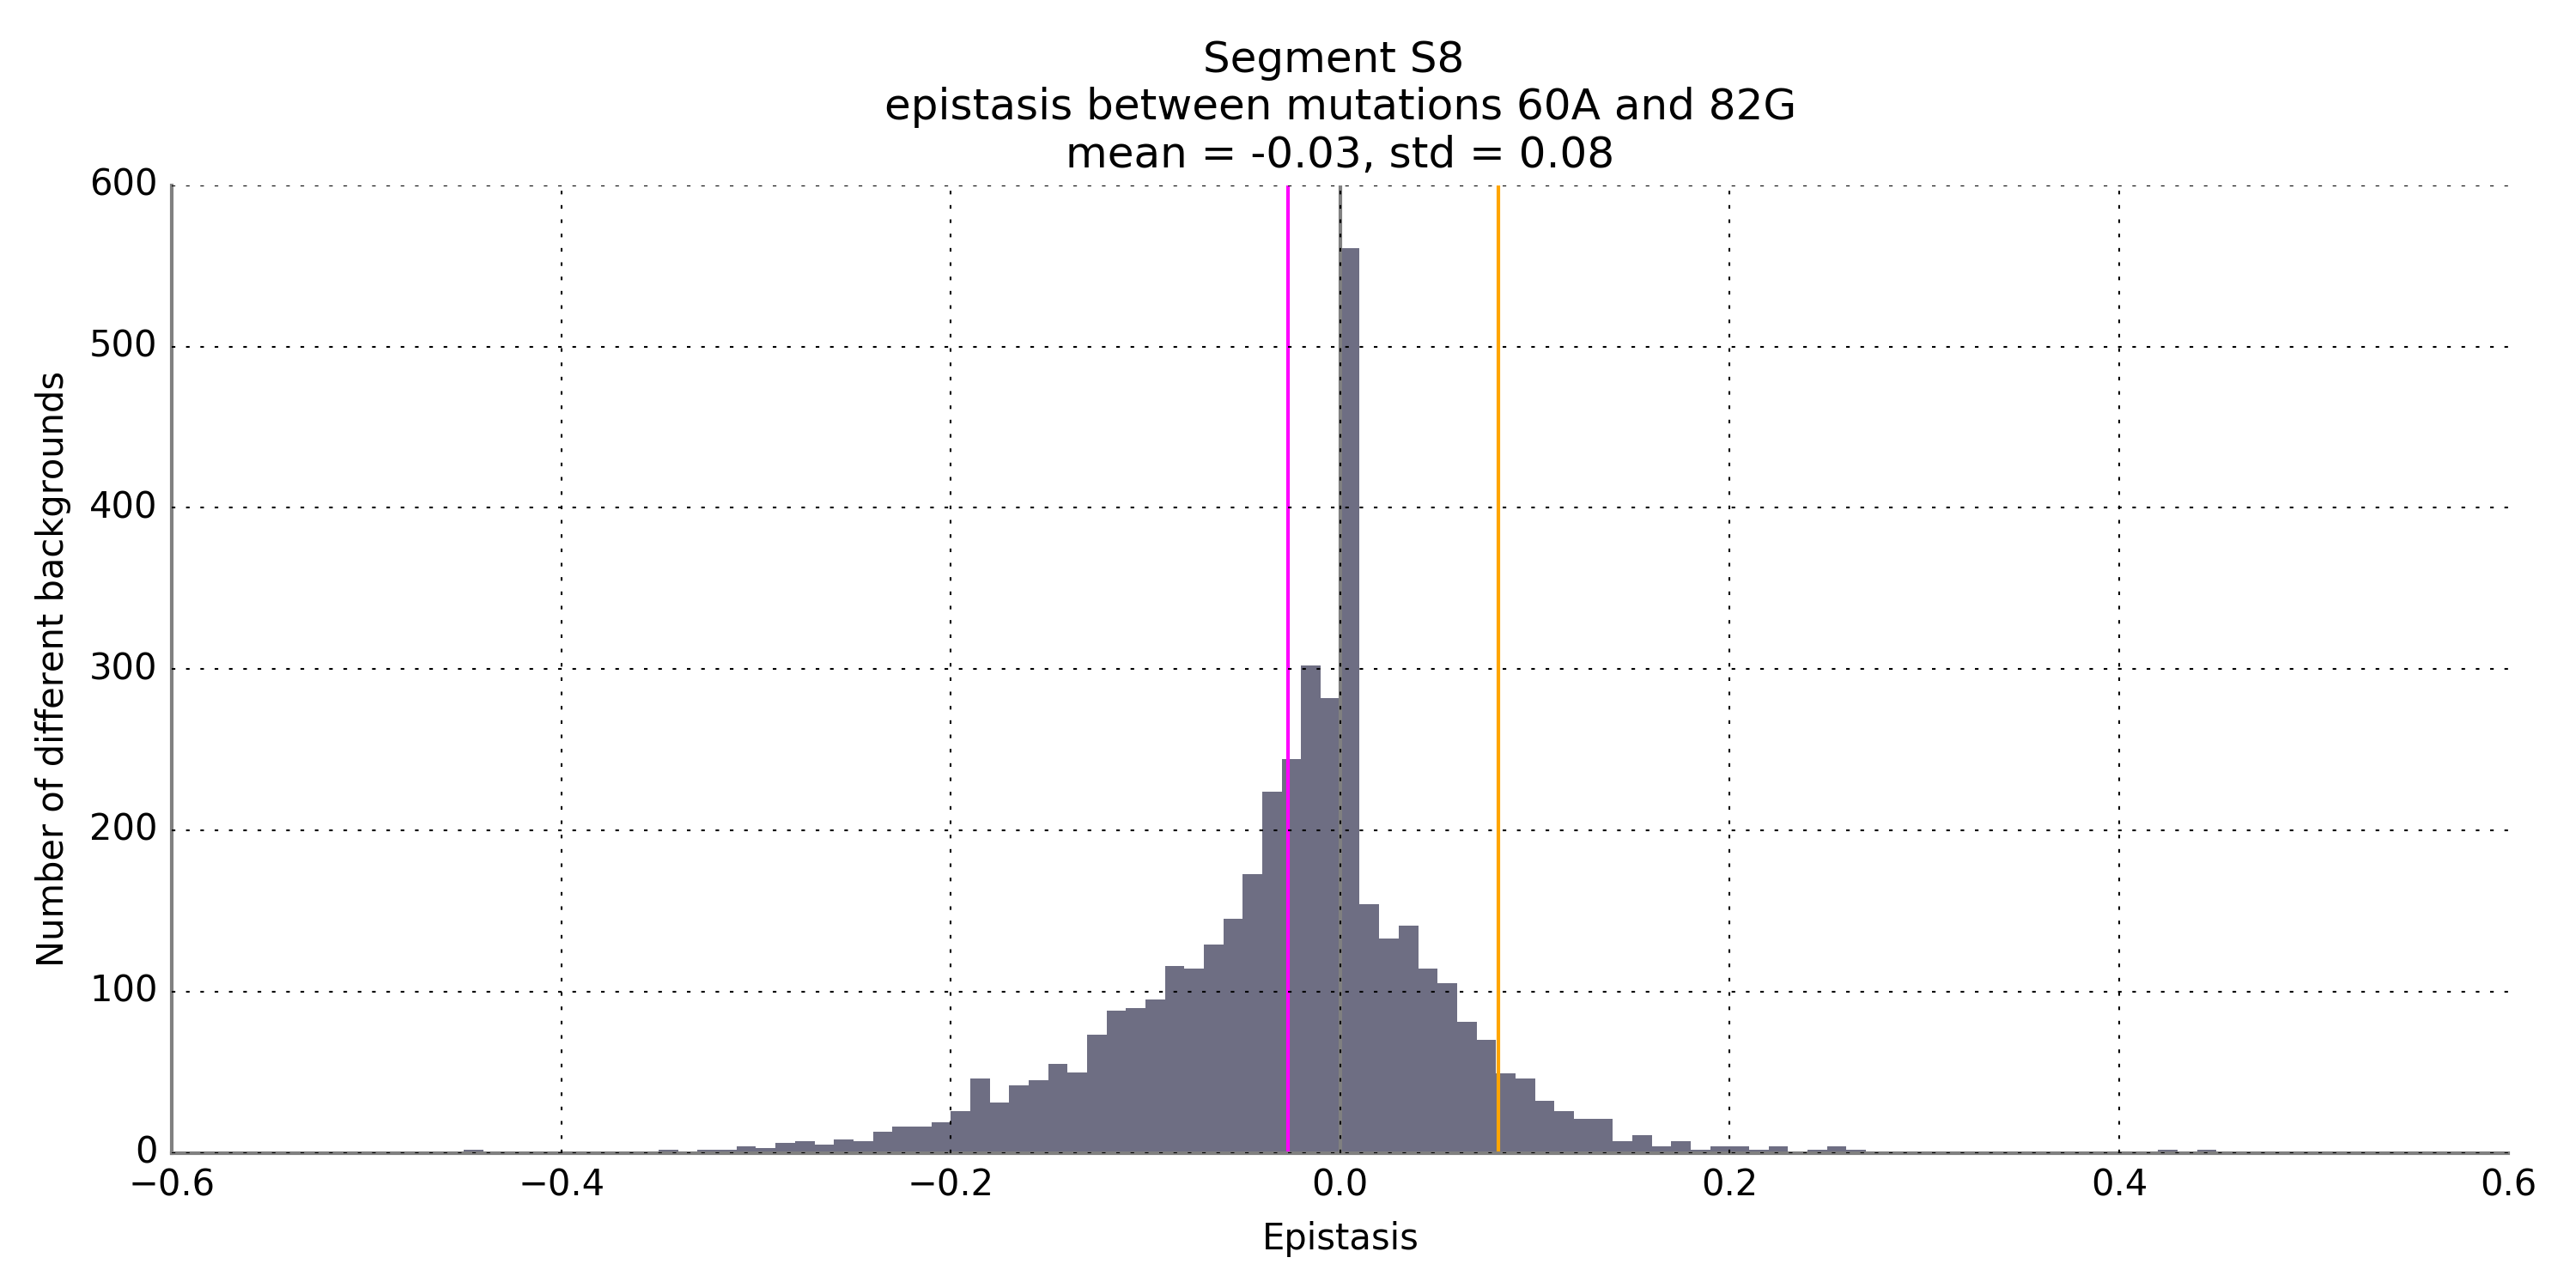 Segment S8
epistasis between mutations 60A and 82G
mean = -0.03, std = 0.08
600
500
400
300
200
100
0
Number of different backgrounds
−0.6 −0.4 −0.2 0.0 0.2 0.4 0.6
Epistasis